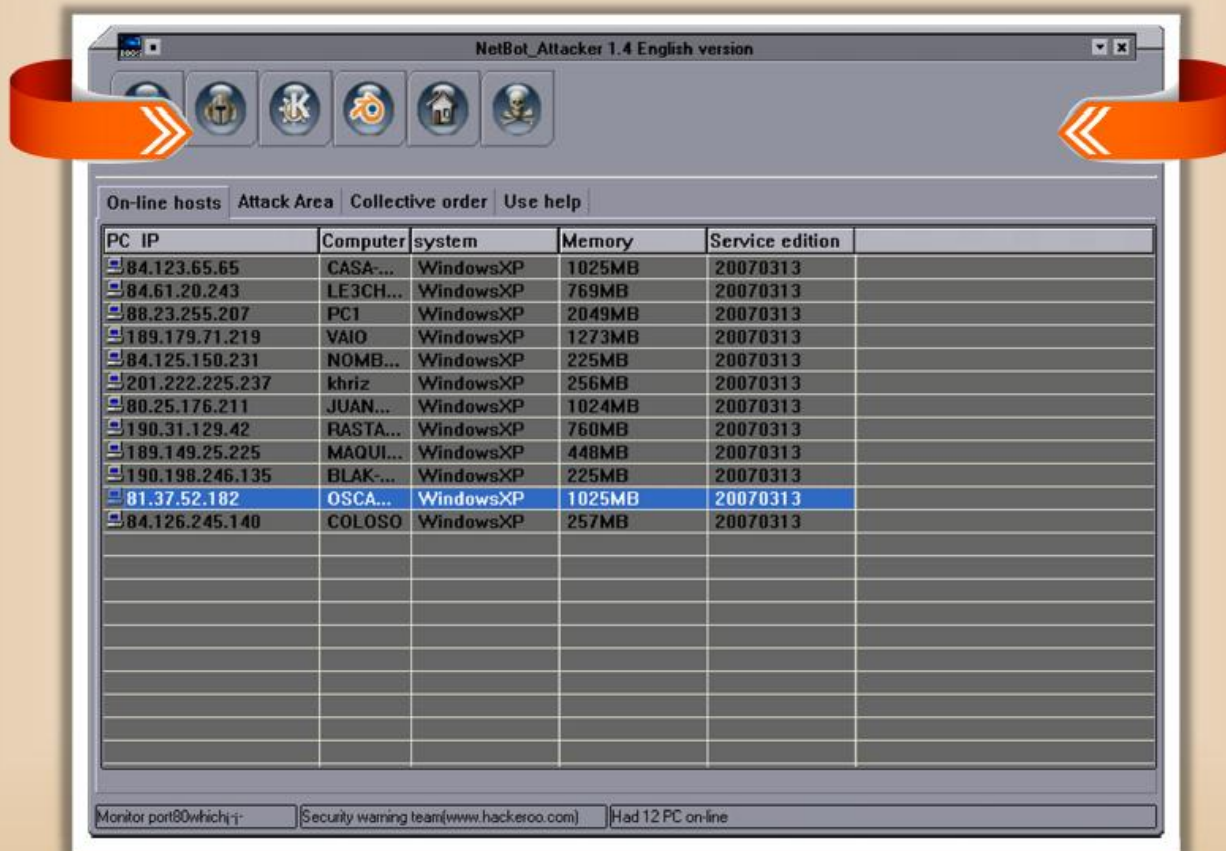 NetBot_Attacker 1.4 English version
On-line hosts Attack Area Collective order Use help
PC IP Computer system Memory Service edition
84.123.65.65 CASA-... WindowsXP 1025MB 20070313
84.61.20.243 LE3CH... WindowsXP 769MB 20070313
88.23.255.207 PC1 WindowsXP 2049MB 20070313
189.179.71.219 VAIO WindowsXP 1273MB 20070313
84.125.150.231 NOMB... WindowsXP 225MB 20070313
201.222.225.237 khriz WindowsXP 256MB 20070313
80.25.176.211 JUAN... WindowsXP 1024MB 20070313
190.31.129.42 RASTA... WindowsXP 760MB 20070313
189.149.25.225 MAQUI... WindowsXP 448MB 20070313
190.198.246.135 BLAK-... WindowsXP 225MB 20070313
81.37.52.182 OSCA... WindowsXP 1025MB 20070313
84.126.245.140 COLOSO WindowsXP 257MB 20070313
Monitor port80which Security warning team(www.hackeroo.com) Had 12 PC on-line